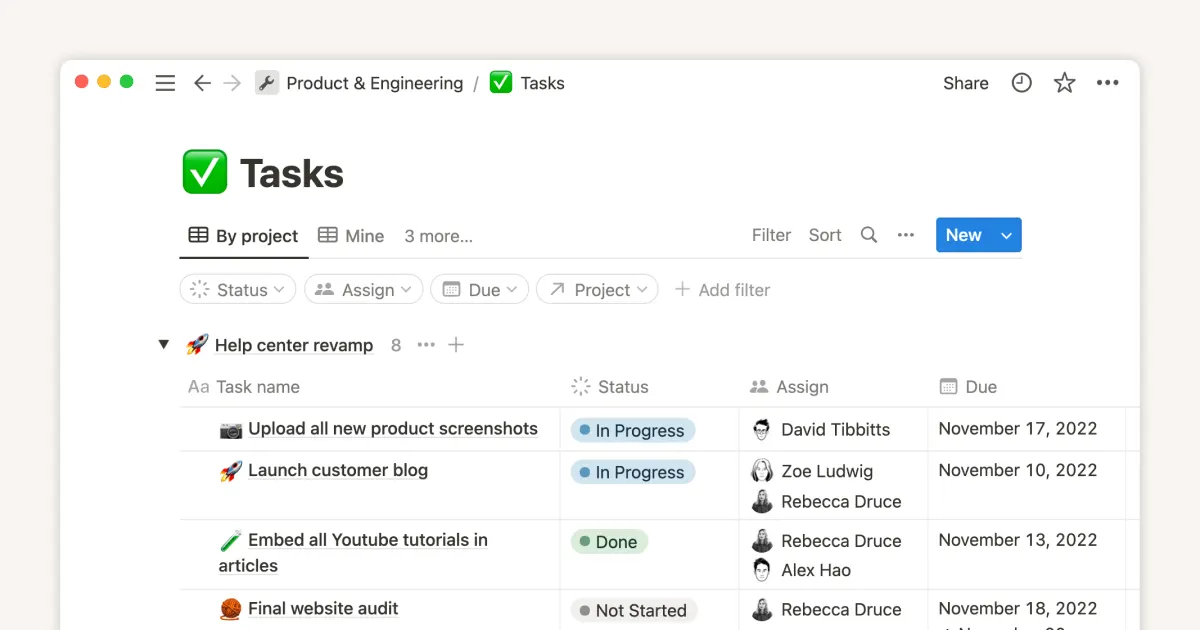 Product & Engineering / Tasks Share
Tasks
By project Mine 3 more... Filter Sort New
Status Assign Due Project Add filter
Help center revamp 8
Aa Task name Status Assign Due
Upload all new product screenshots In Progress David Tibbitts November 17, 2022
Launch customer blog In Progress Zoe Ludwig November 10, 2022
Rebecca Druce
Embed all Youtube tutorials in Done Rebecca Druce November 13, 2022
articles Alex Hao
Final website audit Not Started Rebecca Druce November 18, 2022